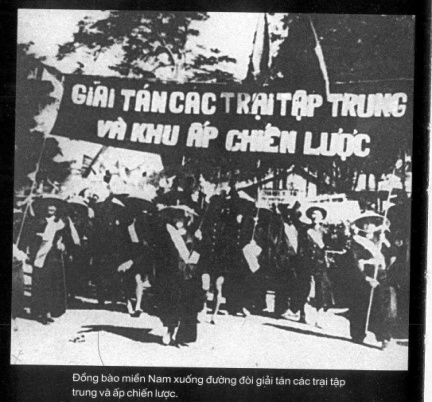 GIẢI TÁN CÁC TRẠI TẬP TRUNG
VÀ KHU ẤP CHIẾN LƯỢC
Đồng bào miền Nam xuống đường đòi giải tán các trại tập
trung và ấp chiến lược.